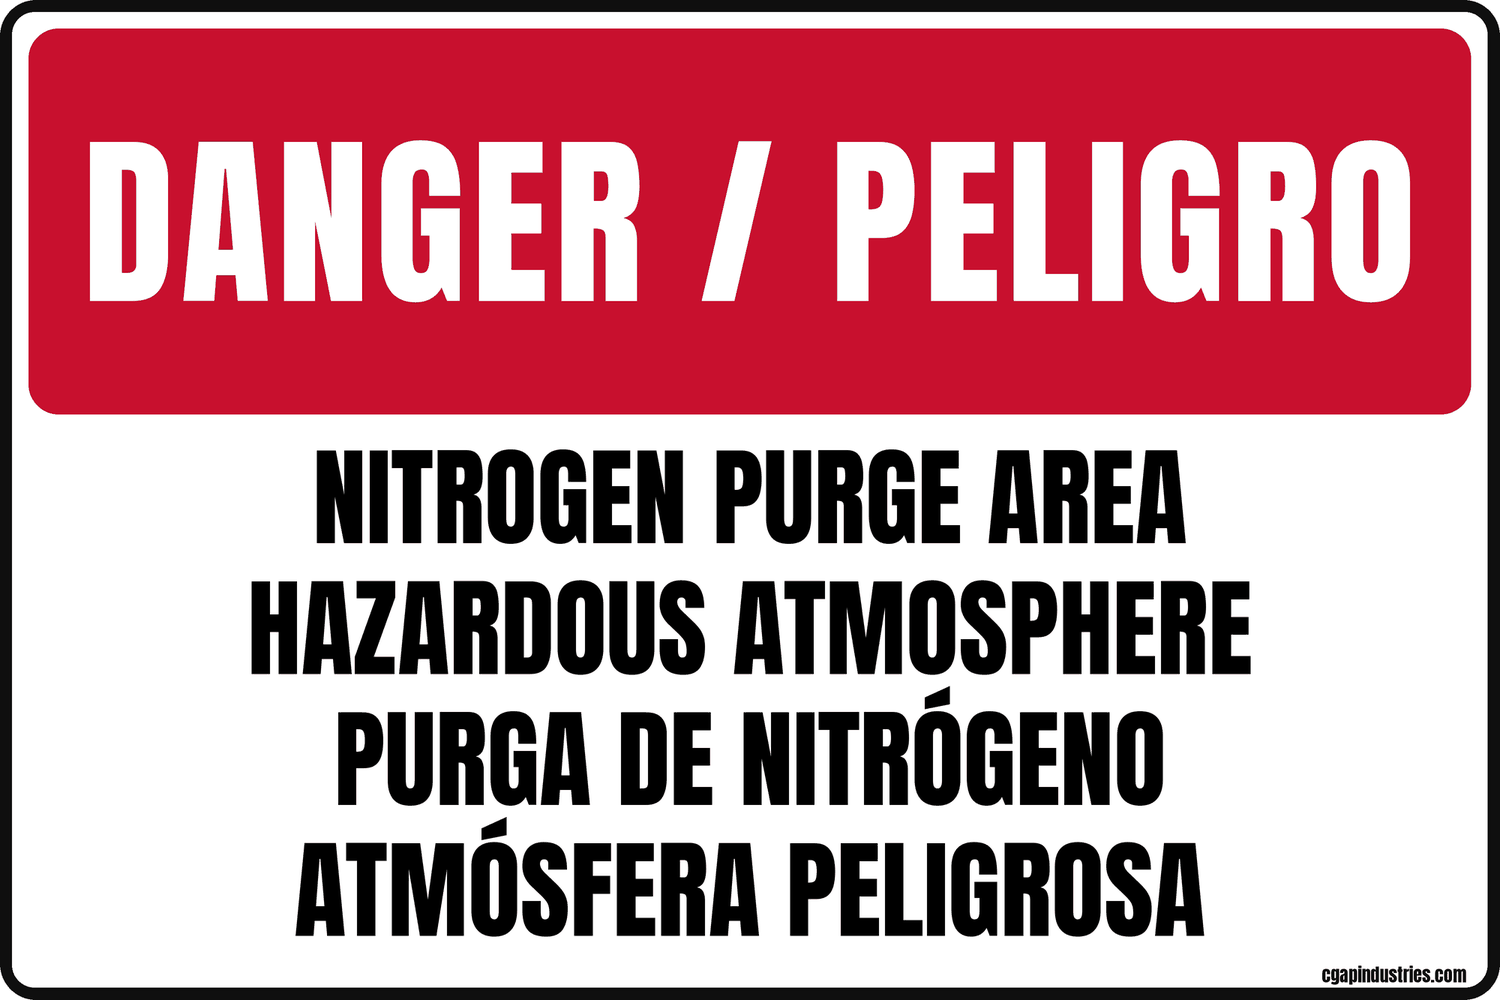 DANGER / PELIGRO
NITROGEN PURGE AREA
HAZARDOUS ATMOSPHERE
PURGA DE NITRÓGENO
ATMÓSFERA PELIGROSA
cgapindustries.com